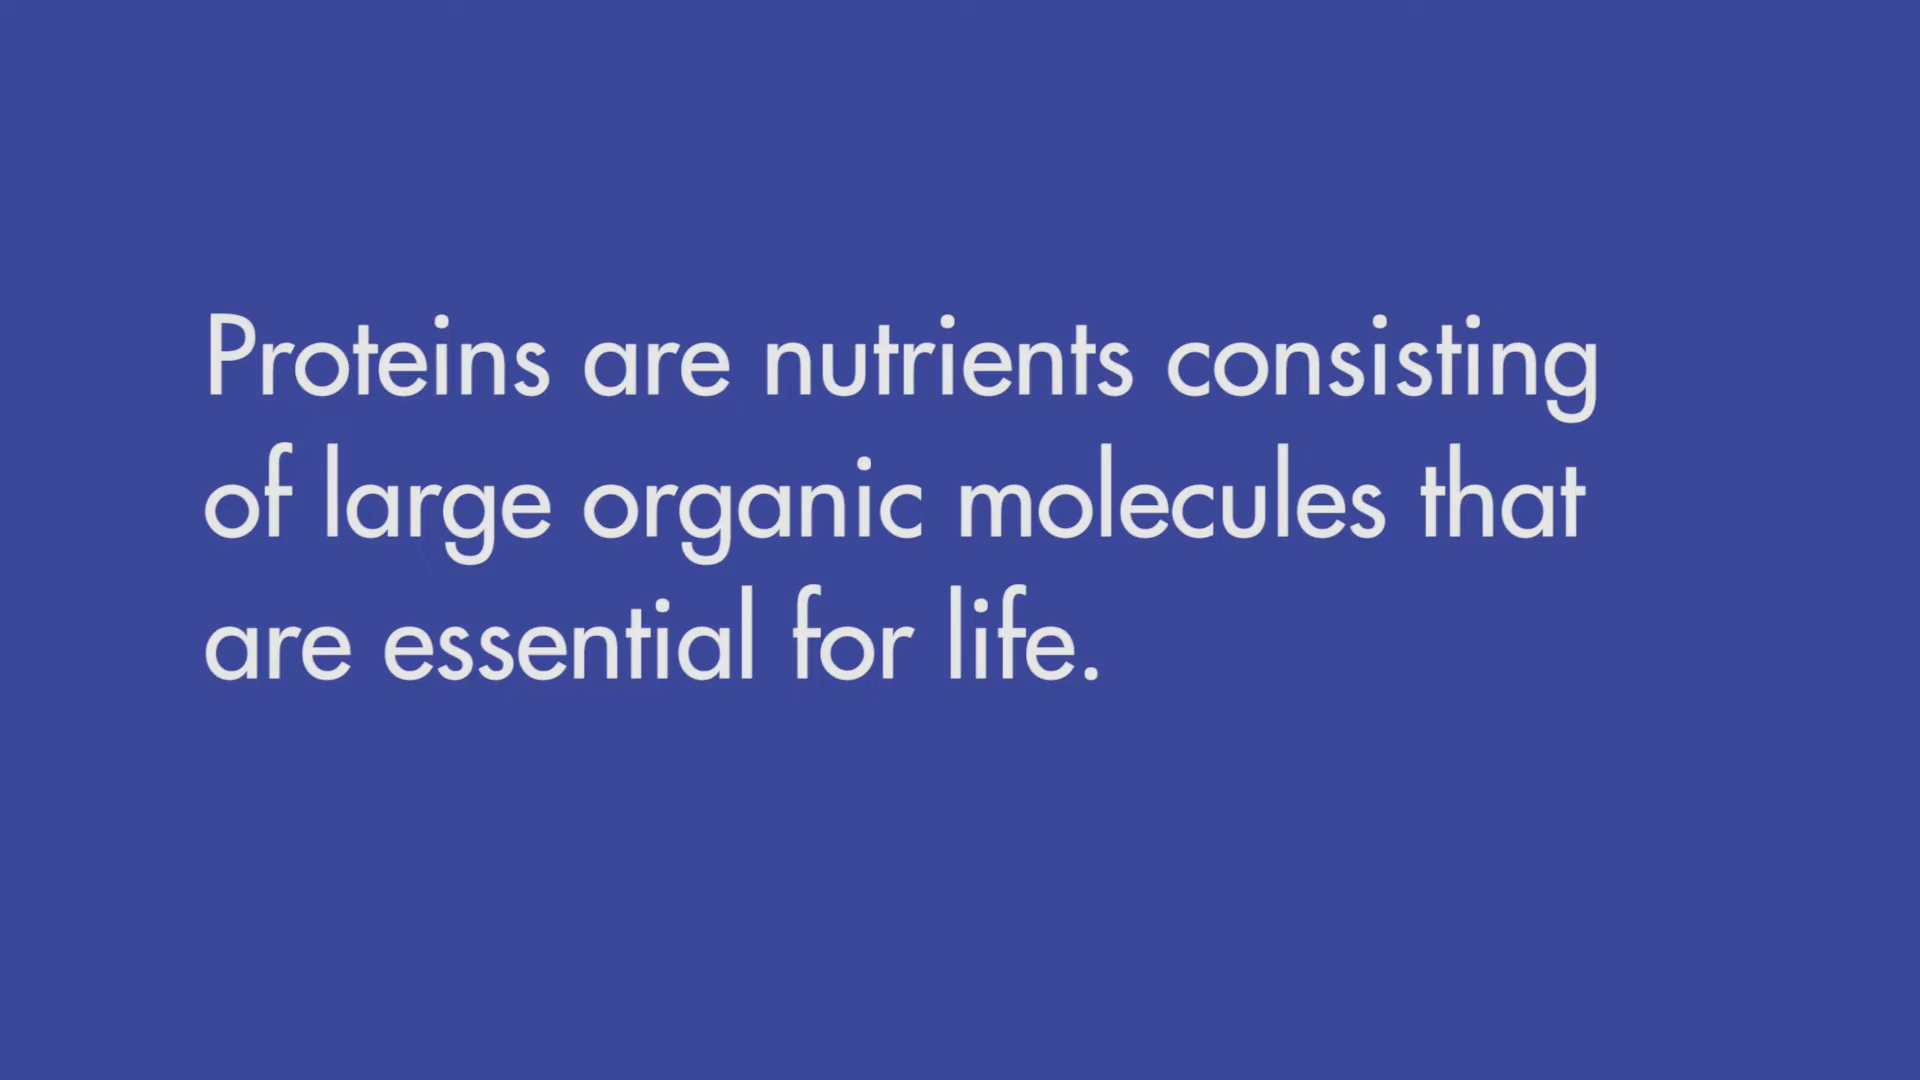 Proteins are nutrients consisting
of large organic molecules that
are essential for life.